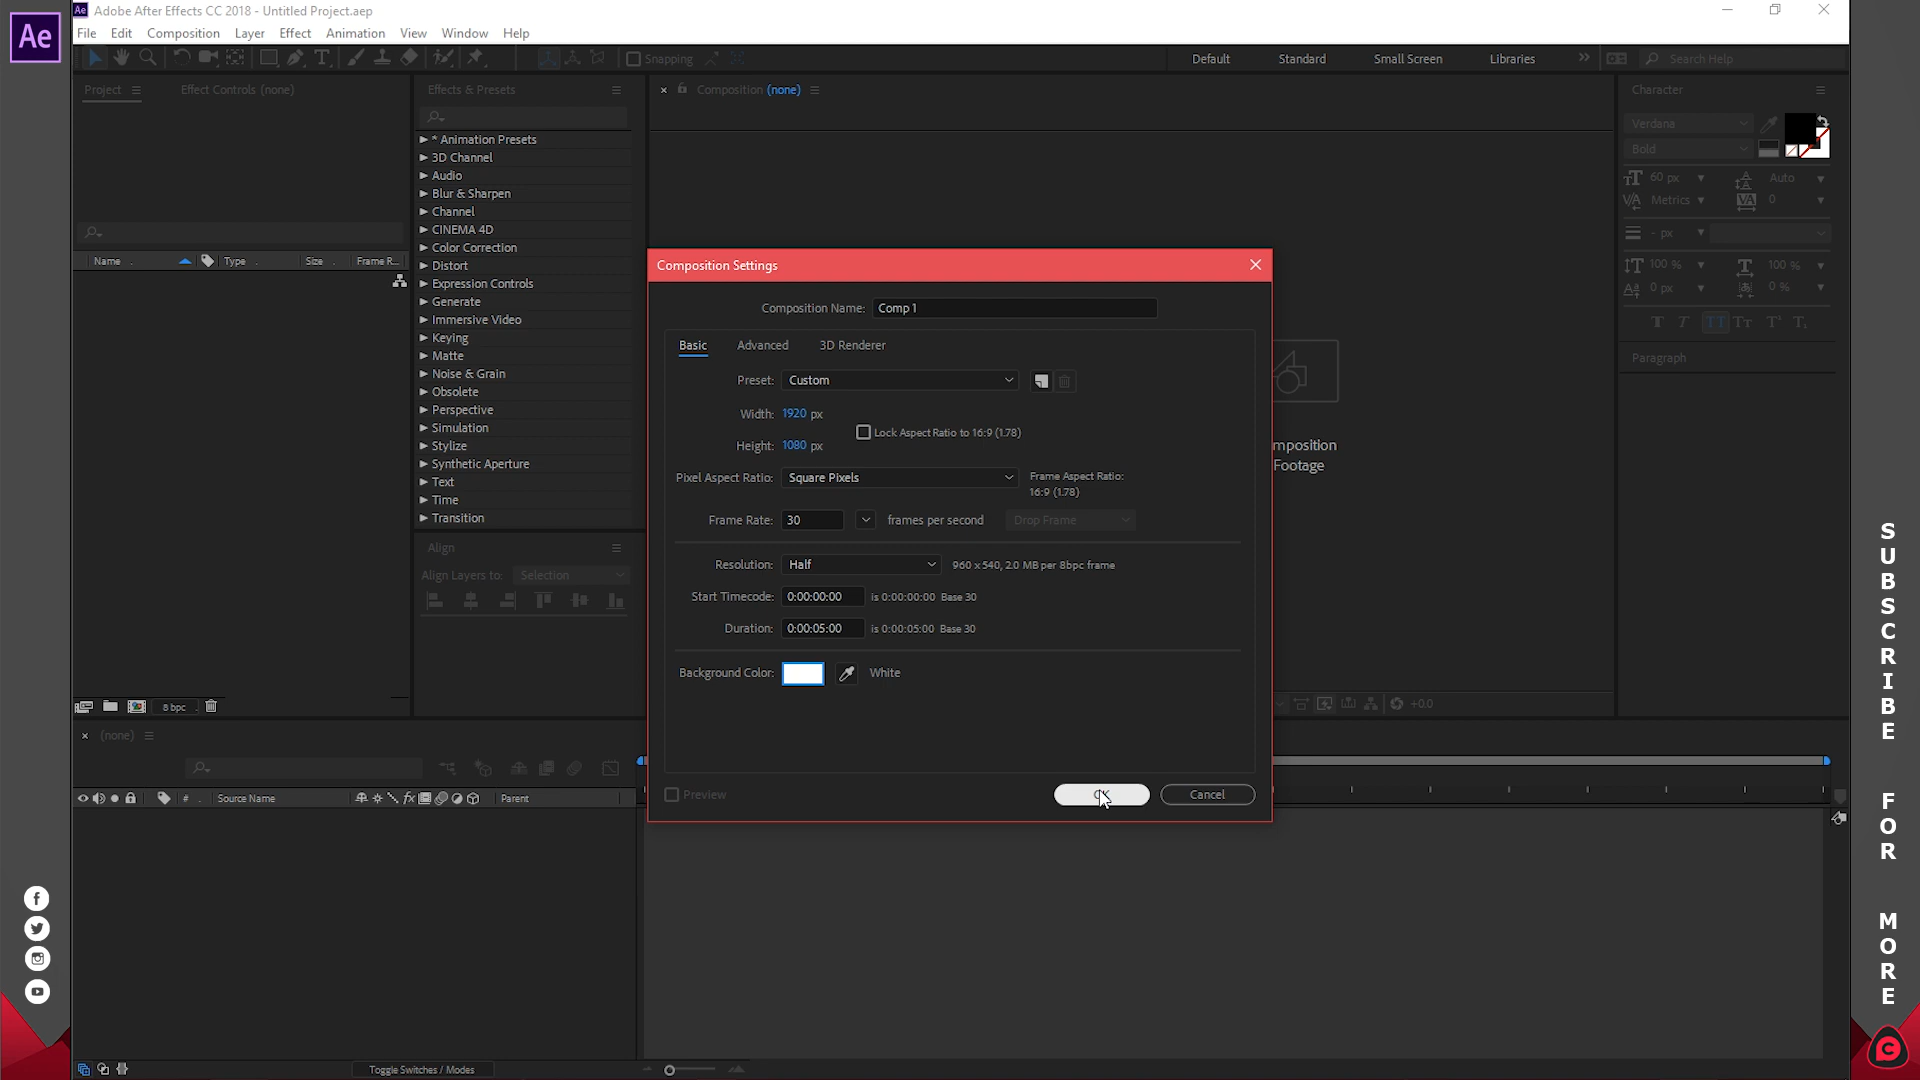 Ae
Ae Adobe After Effects CC 2018 - Untitled Project.aep
File Edit Composition Layer Effect Animation View Window Help
Snapping
Default Standard Small Screen Libraries
Search Help
Project
Effect Controls (none)
Effects & Presets
* Animation Presets
3D Channel
Audio
Blur & Sharpen
Channel
CINEMA 4D
Color Correction
Distort
Expression Controls
Generate
Immersive Video
Keying
Matte
Noise & Grain
Obsolete
Perspective
Simulation
Stylize
Synthetic Aperture
Text
Time
Transition
Name Type Size Frame R...
8 bpc
Align
Align Layers to: Selection
Composition (none)
mposition
Footage
+0.0
Composition Settings
Composition Name: Comp 1
Basic Advanced 3D Renderer
Preset: Custom
Width: 1920 px
Lock Aspect Ratio to 16:9 (1.78)
Height: 1080 px
Pixel Aspect Ratio: Square Pixels
Frame Aspect Ratio:
16:9 (1.78)
Frame Rate: 30 frames per second Drop Frame
Resolution: Half 960 x 540, 2.0 MB per 8bpc frame
Start Timecode: 0:00:00:00 is 0:00:00:00 Base 30
Duration: 0:00:05:00 is 0:00:05:00 Base 30
Background Color: White
Preview
OK
Cancel
Character
Verdana
Bold
60 px Auto
Metrics 0
- px
100 % 100 %
0 px 0 %
Paragraph
(none)
# Source Name Parent
Toggle Switches / Modes
SUBSCRIBE
FOR
MORE